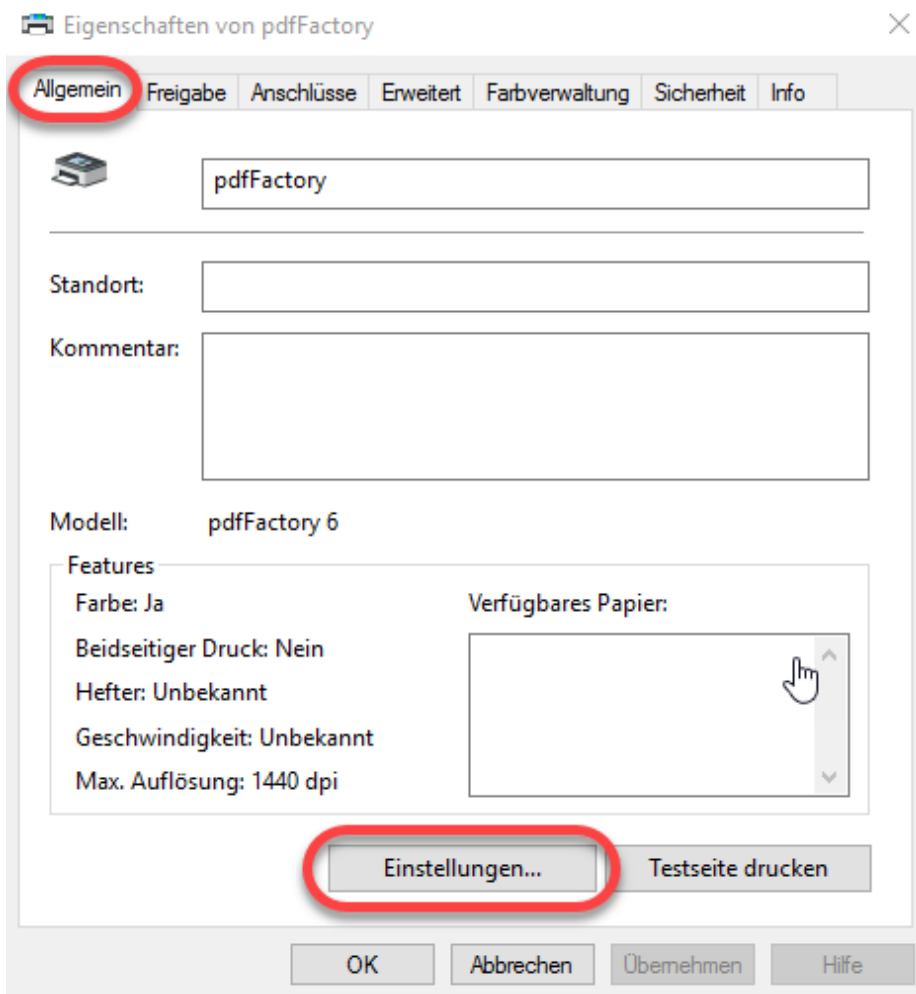 Eigenschaften von pdfFactory
Allgemein Freigabe Anschlüsse Erweitert Farbverwaltung Sicherheit Info
pdfFactory
Standort:
Kommentar:
Modell: pdfFactory 6
Features
Farbe: Ja Verfügbares Papier:
Beidseitiger Druck: Nein
Hefter: Unbekannt
Geschwindigkeit: Unbekannt
Max. Auflösung: 1440 dpi
Einstellungen... Testseite drucken
OK Abbrechen Übernehmen Hilfe